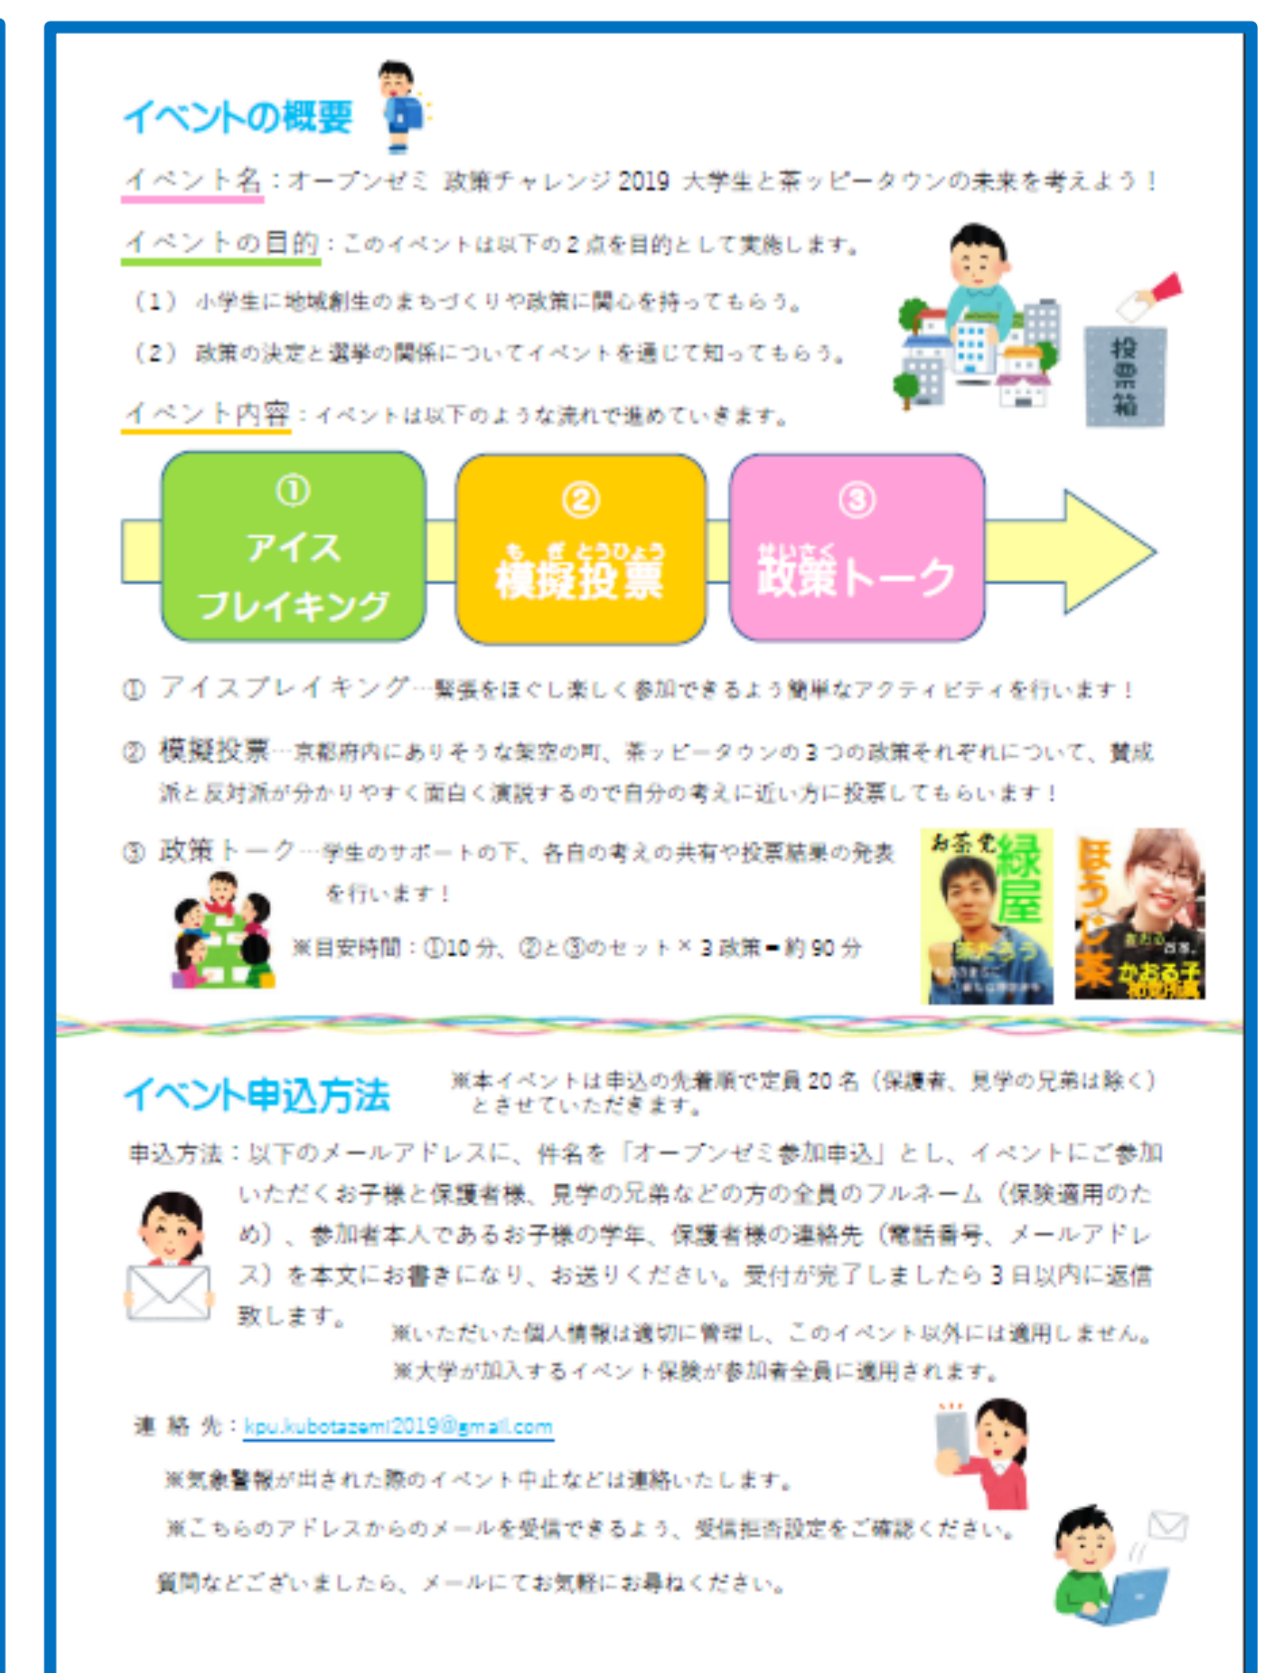 イベントの概要
イベント名：オープンゼミ 政策チャレンジ2019 大学生と茶ッピータウンの未来を考えよう！
イベントの目的：このイベントは以下の2点を目的として実施します。
（1） 小学生に地域創生のまちづくりや政策に関心を持ってもらう。
（2） 政策の決定と選挙の関係についてイベントを通じて知ってもらう。
投票箱
イベント内容：イベントは以下のような流れで進めていきます。
①
アイス
ブレイキング
②
も ぎ とうひょう
模擬投票
③
せいさく
政策トーク
① アイスブレイキング…緊張をほぐし楽しく参加できるよう簡単なアクティビティを行います！
② 模擬投票…京都府内にありそうな架空の町、茶ッピータウンの3つの政策それぞれについて、賛成
派と反対派が分かりやすく面白く演説するので自分の考えに近い方に投票してもらいます！
③ 政策トーク…学生のサポートの下、各自の考えの共有や投票結果の発表
を行います！
※目安時間：①10分、②と③のセット×3政策＝約90分
お茶党
緑屋
茶たろう
ほうじ茶
かおる子
イベント申込方法
※本イベントは申込の先着順で定員20名（保護者、見学の兄弟は除く）
とさせていただきます。
申込方法：以下のメールアドレスに、件名を「オープンゼミ参加申込」とし、イベントにご参加
いただくお子様と保護者様、見学の兄弟などの方の全員のフルネーム（保険適用のた
め）、参加者本人であるお子様の学年、保護者様の連絡先（電話番号、メールアドレ
ス）を本文にお書きになり、お送りください。受付が完了しましたら3日以内に返信
致します。
※いただいた個人情報は適切に管理し、このイベント以外には適用しません。
※大学が加入するイベント保険が参加者全員に適用されます。
連 絡 先：kpu.kubotazemi2019@gmail.com
※気象警報が出された際のイベント中止などは連絡いたします。
※こちらのアドレスからのメールを受信できるよう、受信拒否設定をご確認ください。
質問などございましたら、メールにてお気軽にお尋ねください。